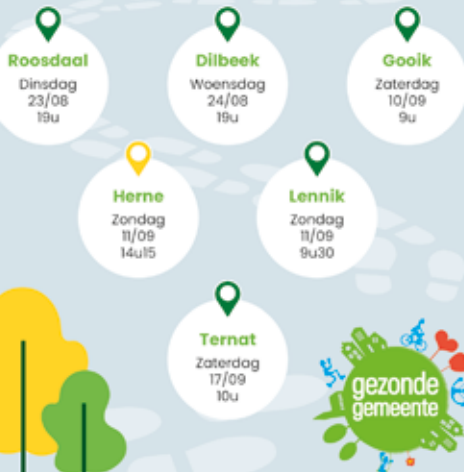 Roosdaal
Dinsdag
23/08
19u
Dilbeek
Woensdag
24/08
19u
Gooik
Zaterdag
10/09
9u
Herne
Zondag
11/09
14u15
Lennik
Zondag
11/09
9u30
Ternat
Zaterdag
17/09
10u
gezonde
gemeente